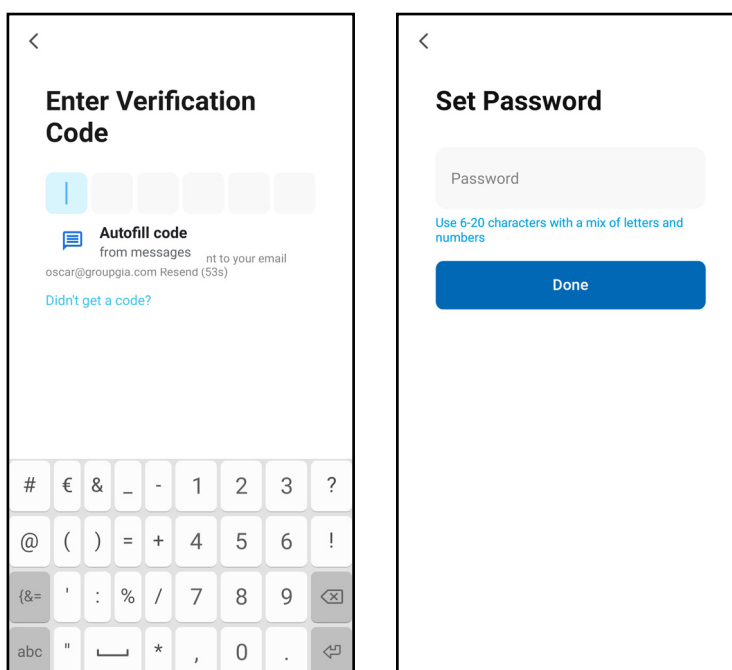 Enter Verification
Code
Autofill code
from messages
nt to your email
oscar@groupgia.com Resend (53s)
Didn't get a code?
# € & _ - 1 2 3 ?
@ ( ) = + 4 5 6 !
{&= ' : % / 7 8 9
abc " * , 0 .
Set Password
Password
Use 6-20 characters with a mix of letters and
numbers
Done